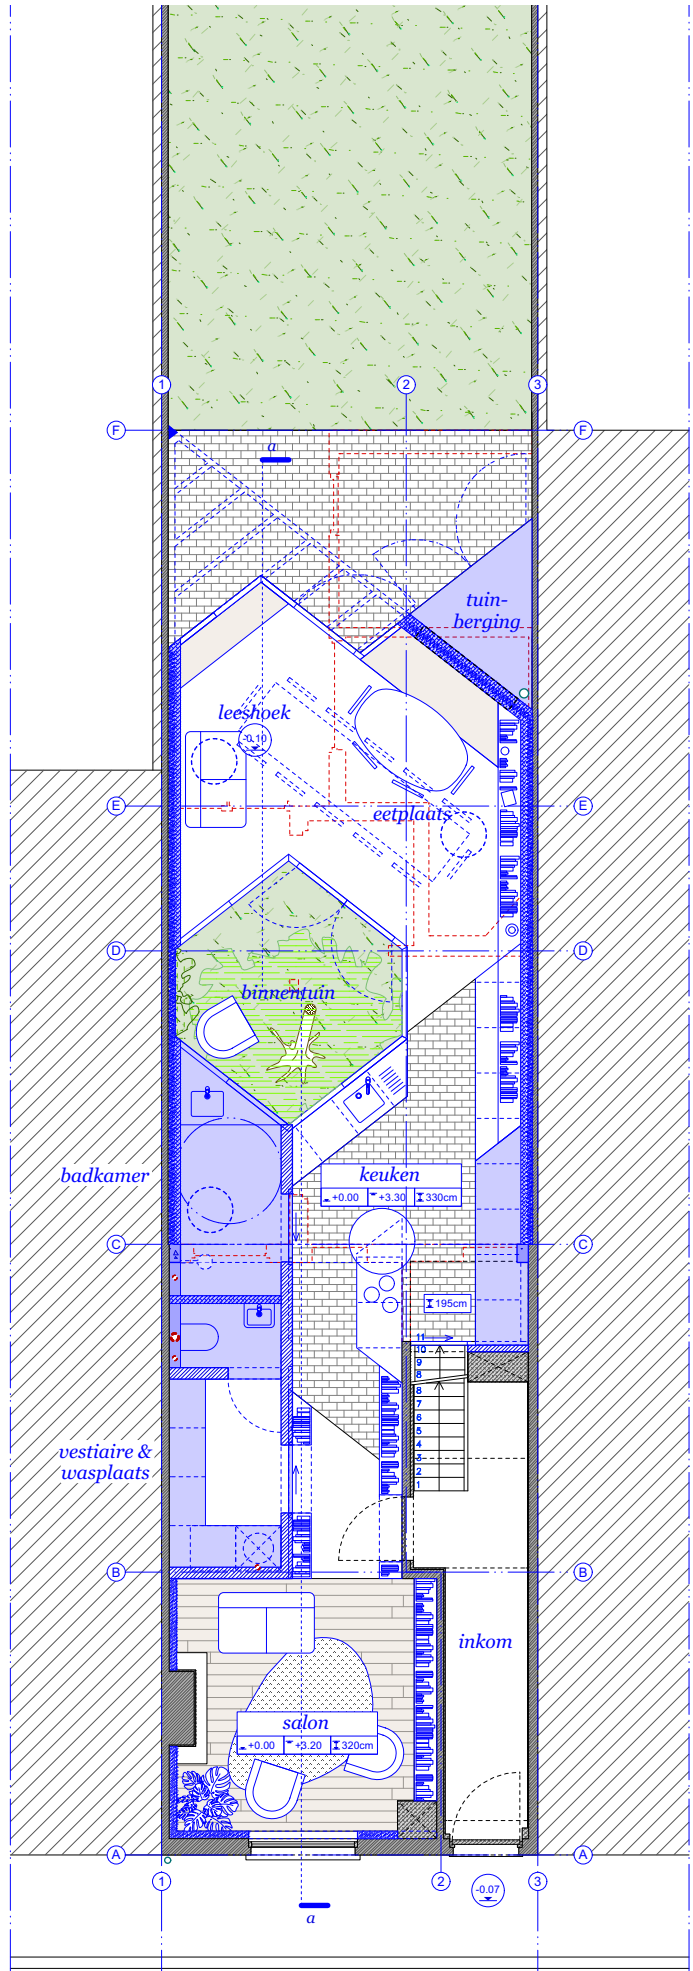 1
2
3
F
F
a
tuin-
berging
leeshoek
-0.10
E
E
eetplaats
D
D
binnentuin
badkamer
keuken
+0.00 +3.30 330cm
C
C
195cm
11
10
9
8
8
7
6
5
4
3
2
1
vestiaire &
wasplaats
B
B
inkom
salon
+0.00 +3.20 320cm
A
A
1
2
3
-0.07
a